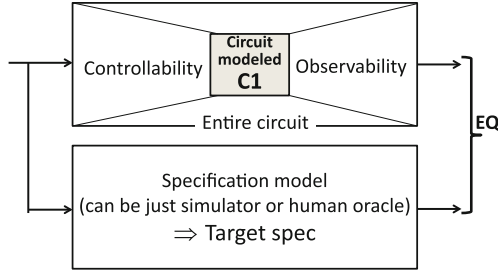 Circuit
modeled
C1
Controllability
Observability
Entire circuit
EQ
Specification model
(can be just simulator or human oracle)
⇒ Target spec